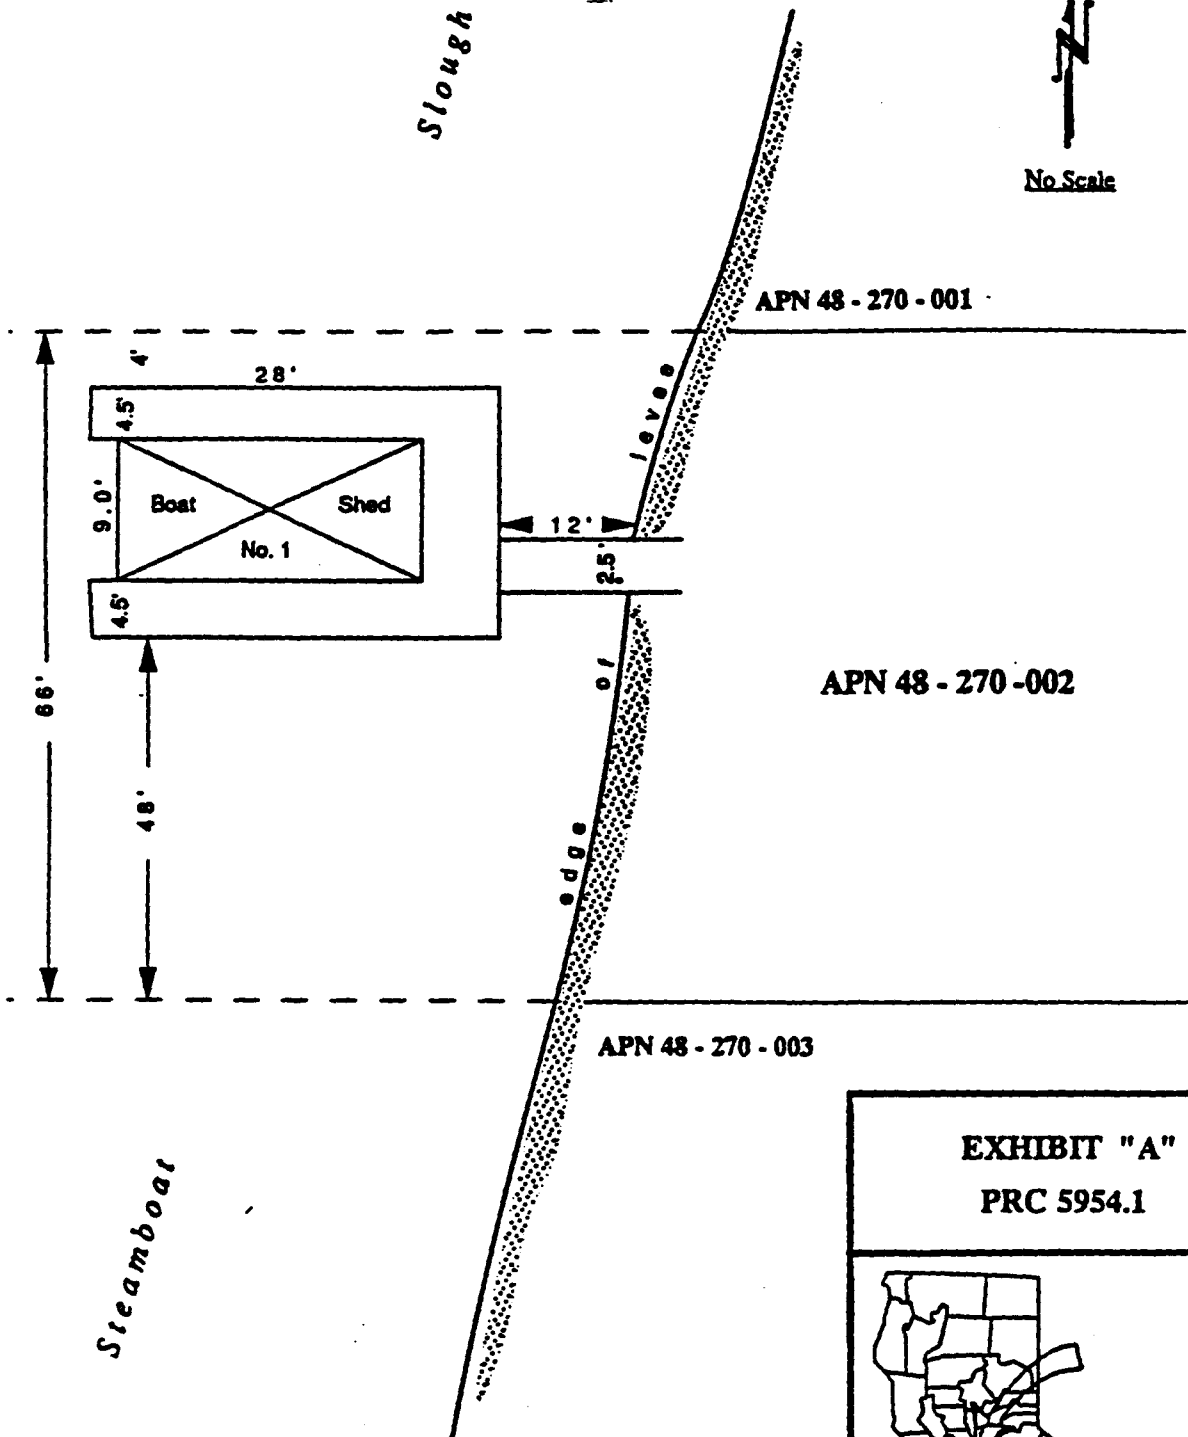 Slough
No Scale
APN 48 - 270 - 001
4'
28'
4.5'
levee
9.0'
Boat Shed
No. 1
12'
2.5'
4.5'
of
66'
APN 48 - 270 -002
48'
edge
APN 48 - 270 - 003
EXHIBIT "A"
PRC 5954.1
Steamboat